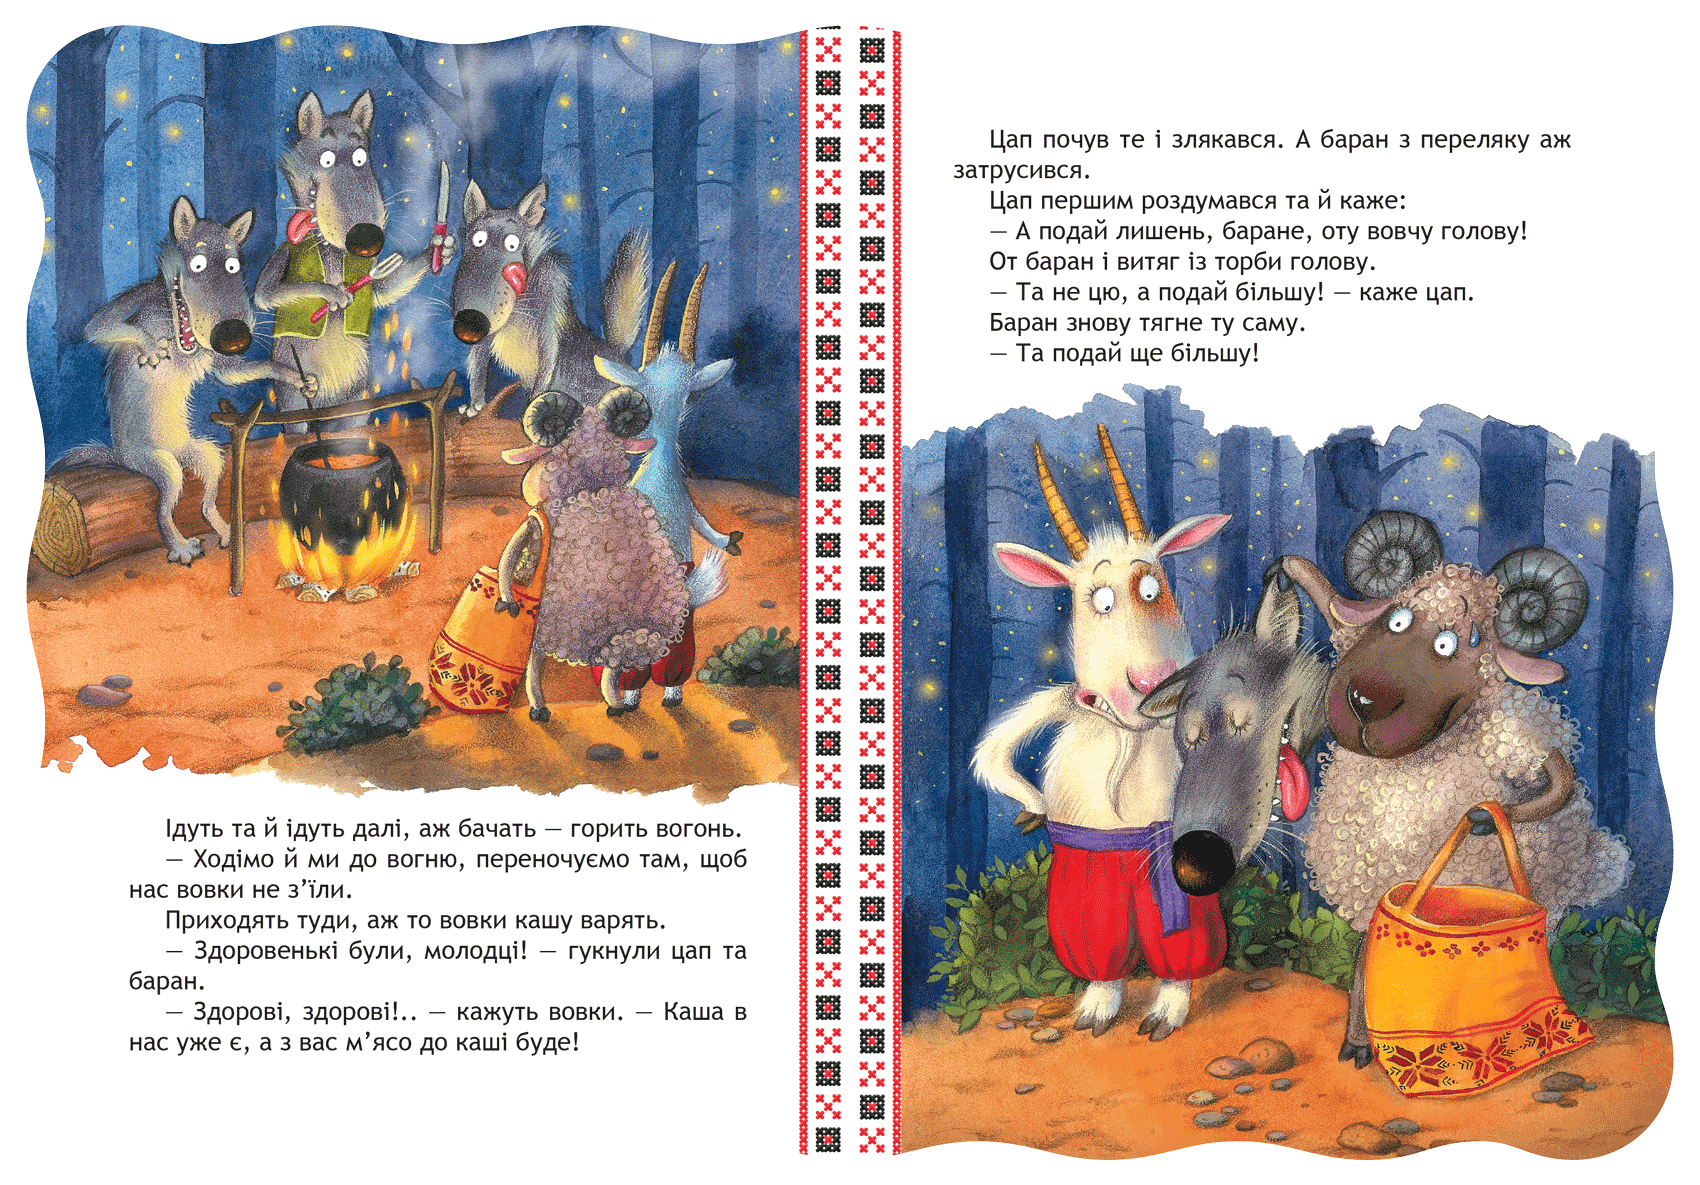 Ідуть та й ідуть далі, аж бачать — горить вогонь.
— Ходімо й ми до вогню, переночуємо там, щоб
нас вовки не з’їли.
Приходять туди, аж то вовки кашу варять.
— Здоровенькі були, молодці! — гукнули цап та
баран.
— Здорові, здорові!.. — кажуть вовки. — Каша в
нас уже є, а з вас м’ясо до каші буде!
Цап почув те і злякався. А баран з переляку аж
затрусився.
Цап першим роздумався та й каже:
— А подай лишень, баране, оту вовчу голову!
От баран і витяг із торби голову.
— Та не цю, а подай більшу! — каже цап.
Баран знову тягне ту саму.
— Та подай ще більшу!